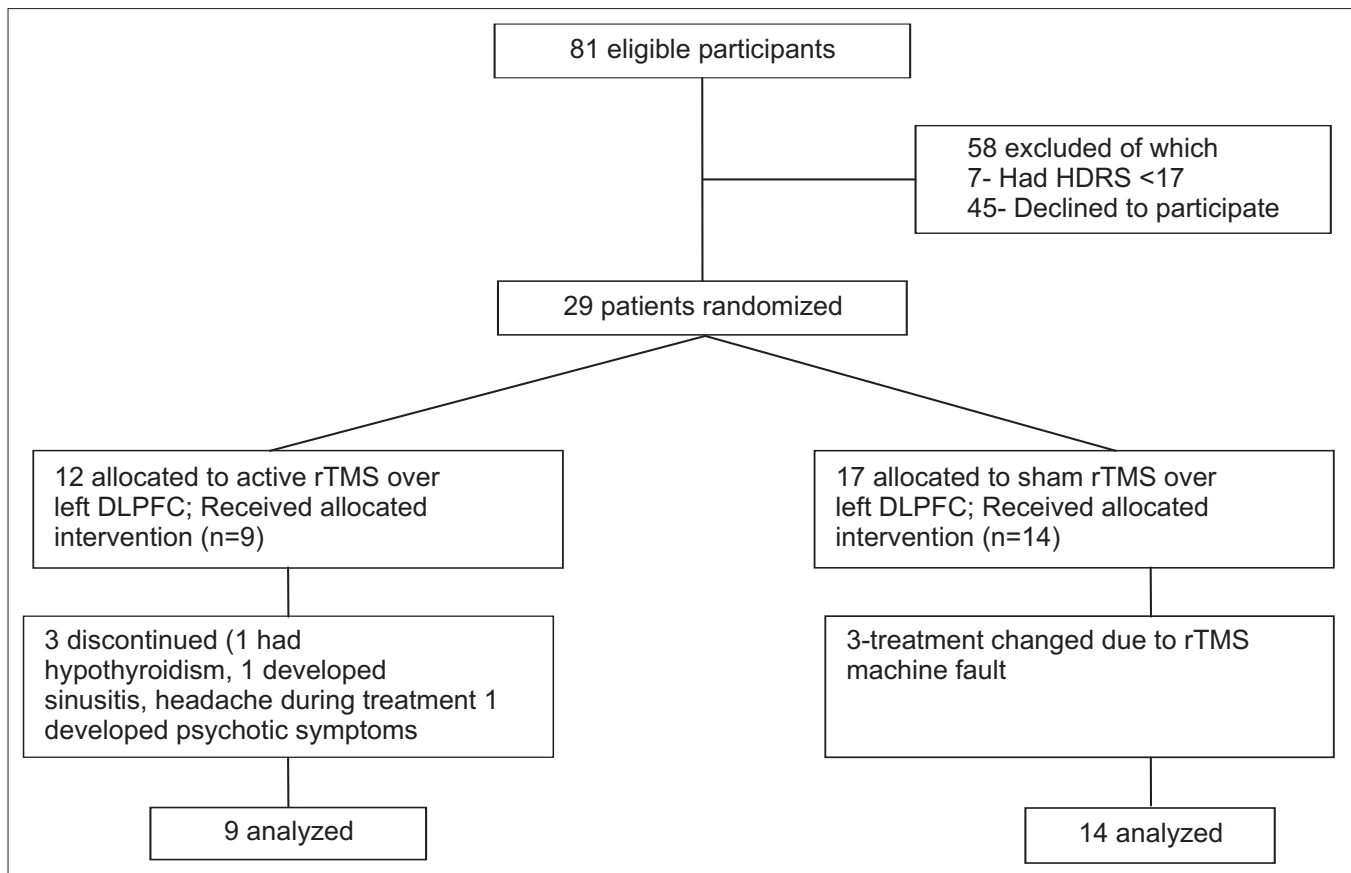 81 eligible participants
58 excluded of which
7- Had HDRS <17
45- Declined to participate
29 patients randomized
12 allocated to active rTMS over
left DLPFC; Received allocated
intervention (n=9)
17 allocated to sham rTMS over
left DLPFC; Received allocated
intervention (n=14)
3 discontinued (1 had
hypothyroidism, 1 developed
sinusitis, headache during treatment 1
developed psychotic symptoms
3-treatment changed due to rTMS
machine fault
9 analyzed
14 analyzed